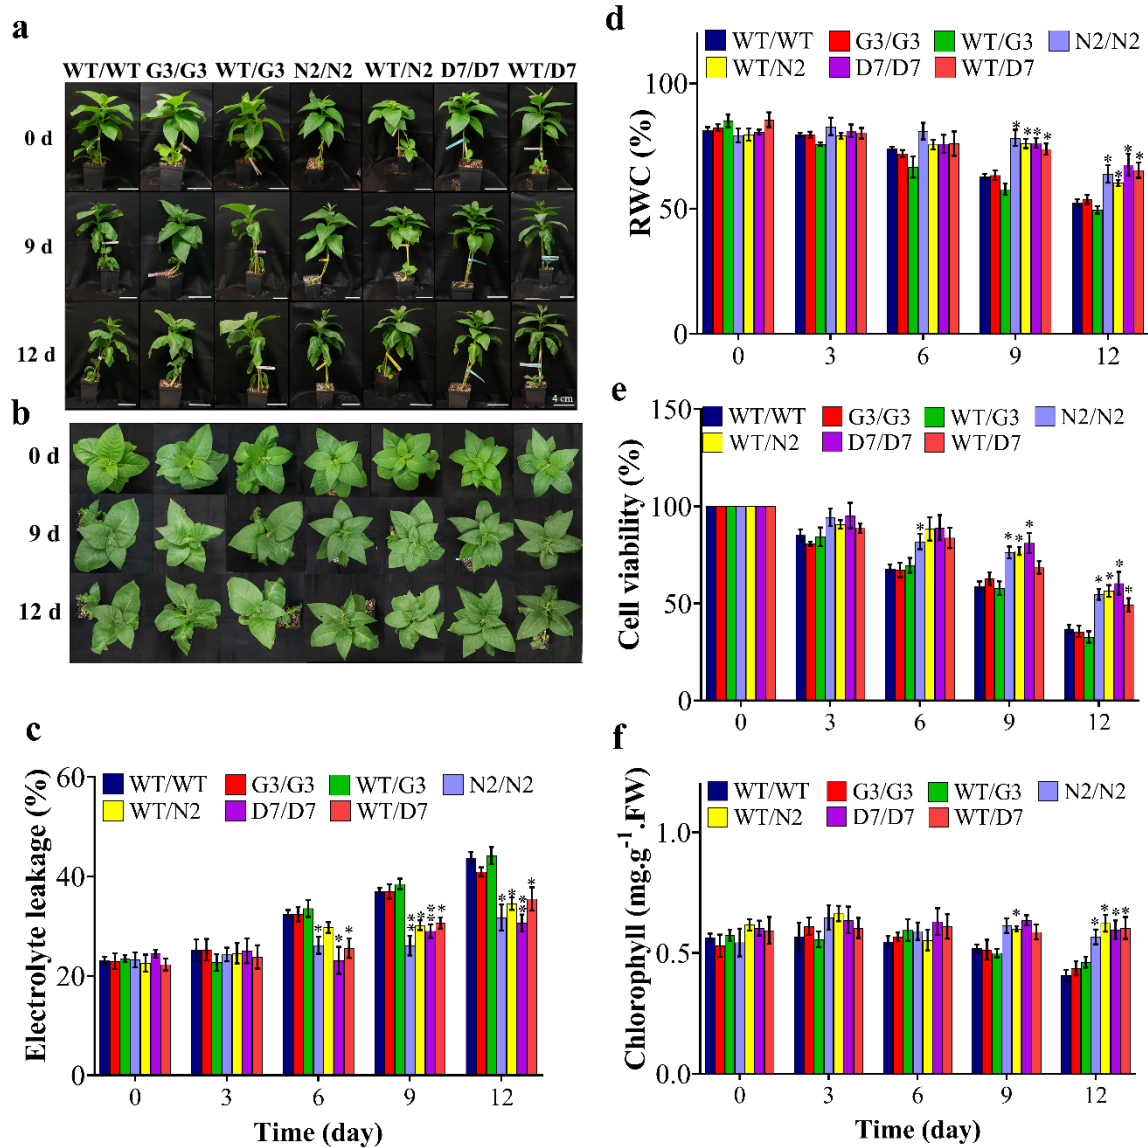 a
WT/WT G3/G3 WT/G3 N2/N2 WT/N2 D7/D7 WT/D7
0 d
9 d
12 d
4 cm
b
0 d
9 d
12 d
c
Electrolyte leakage (%)
60
40
20
0
WT/WT G3/G3 WT/G3 N2/N2
WT/N2 D7/D7 WT/D7
* * * * * ** * * * ** *
0 3 6 9 12
Time (day)
d
RWC (%)
100
50
0
WT/WT G3/G3 WT/G3 N2/N2
WT/N2 D7/D7 WT/D7
* * * * * * * *
0 3 6 9 12
e
Cell viability (%)
150
100
50
0
WT/WT G3/G3 WT/G3 N2/N2
WT/N2 D7/D7 WT/D7
* * * * * * * *
0 3 6 9 12
f
Chlorophyll (mg.g⁻¹.FW)
1.0
0.5
0.0
WT/WT G3/G3 WT/G3 N2/N2
WT/N2 D7/D7 WT/D7
* * * * *
0 3 6 9 12
Time (day)